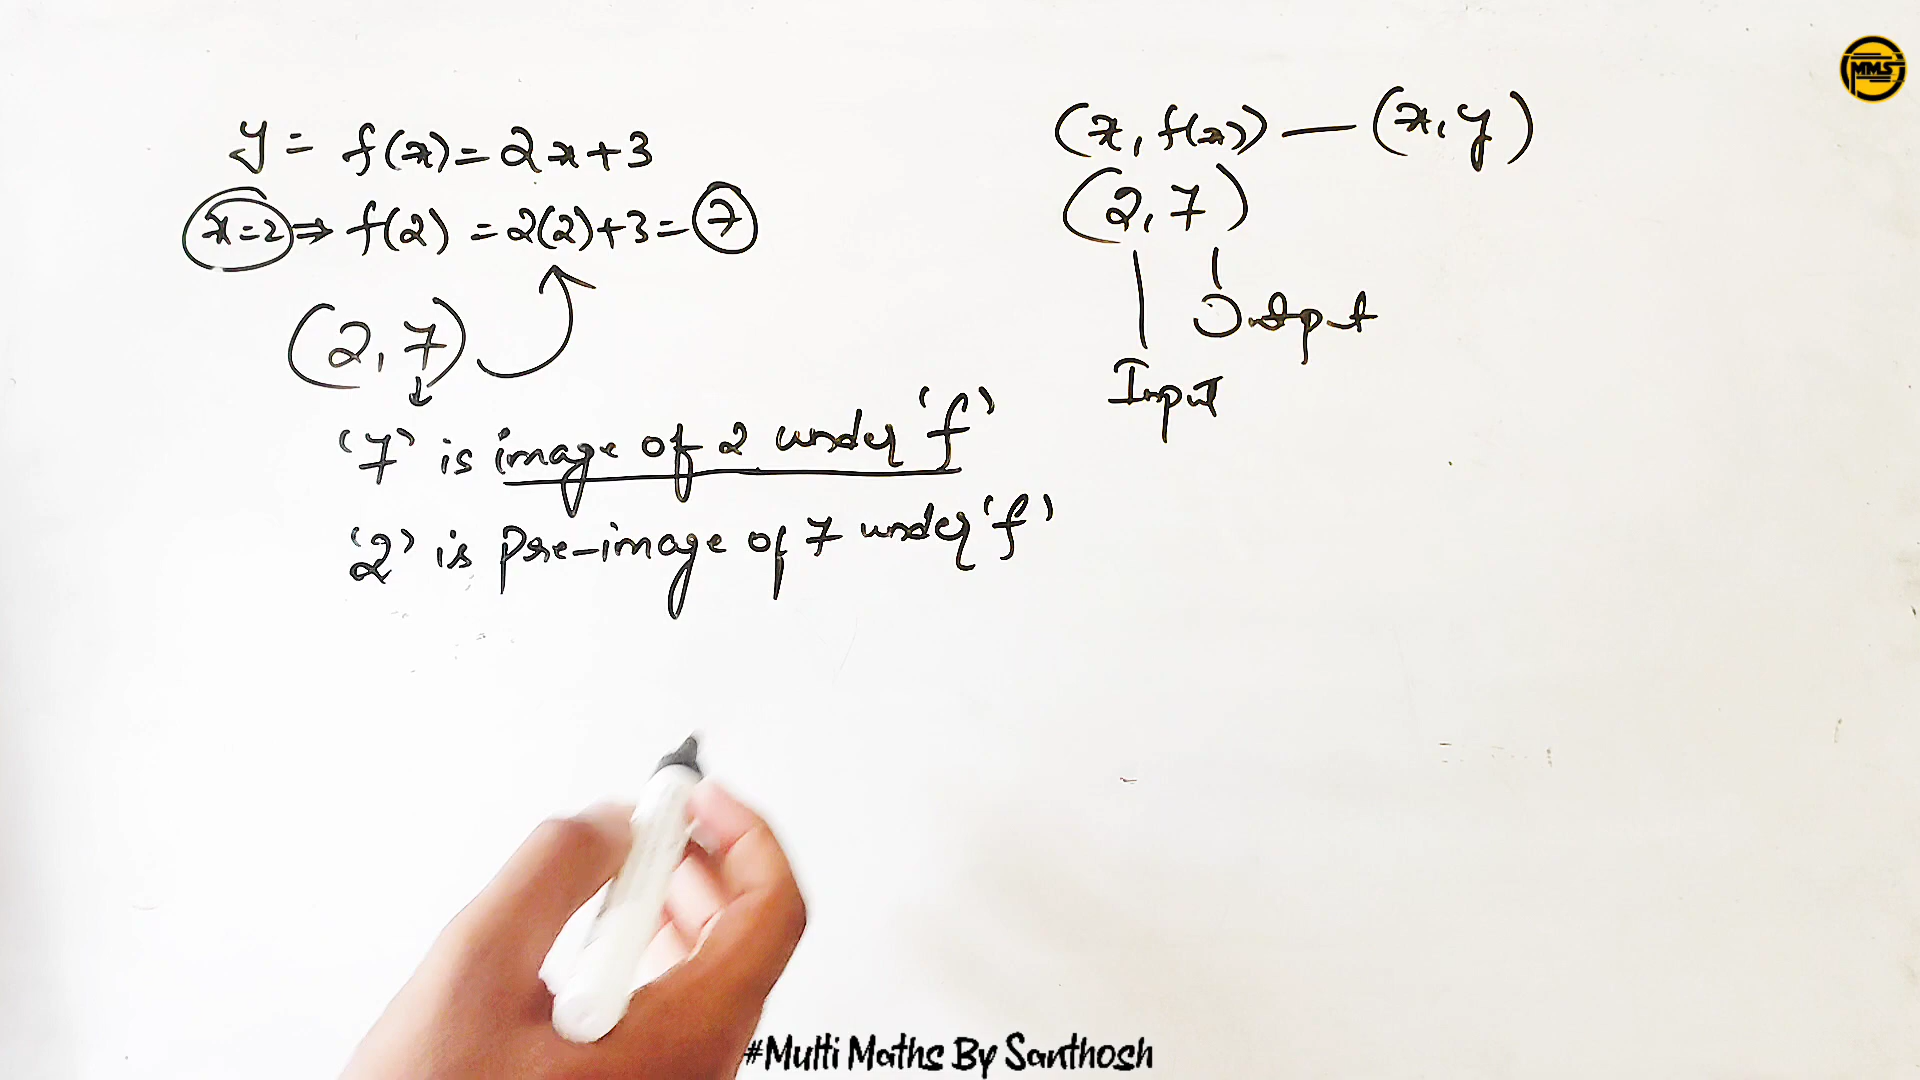 y = f(x) = 2x+3
x=2 ⇒ f(2) = 2(2)+3 = 7
(2, 7)
'7' is image of 2 under 'f'
'2' is pre-image of 7 under 'f'
(x, f(x)) — (x, y)
(2, 7)
Output
Input
MMS
#Multi Maths By Santhosh